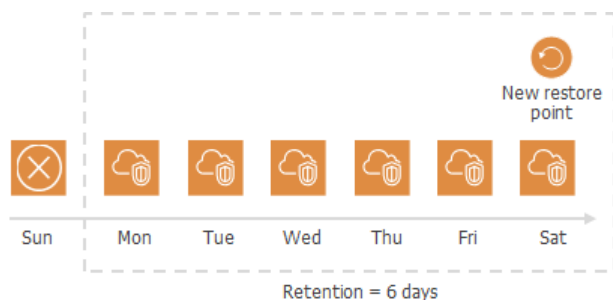 New restore
point
Sun Mon Tue Wed Thu Fri Sat
Retention = 6 days